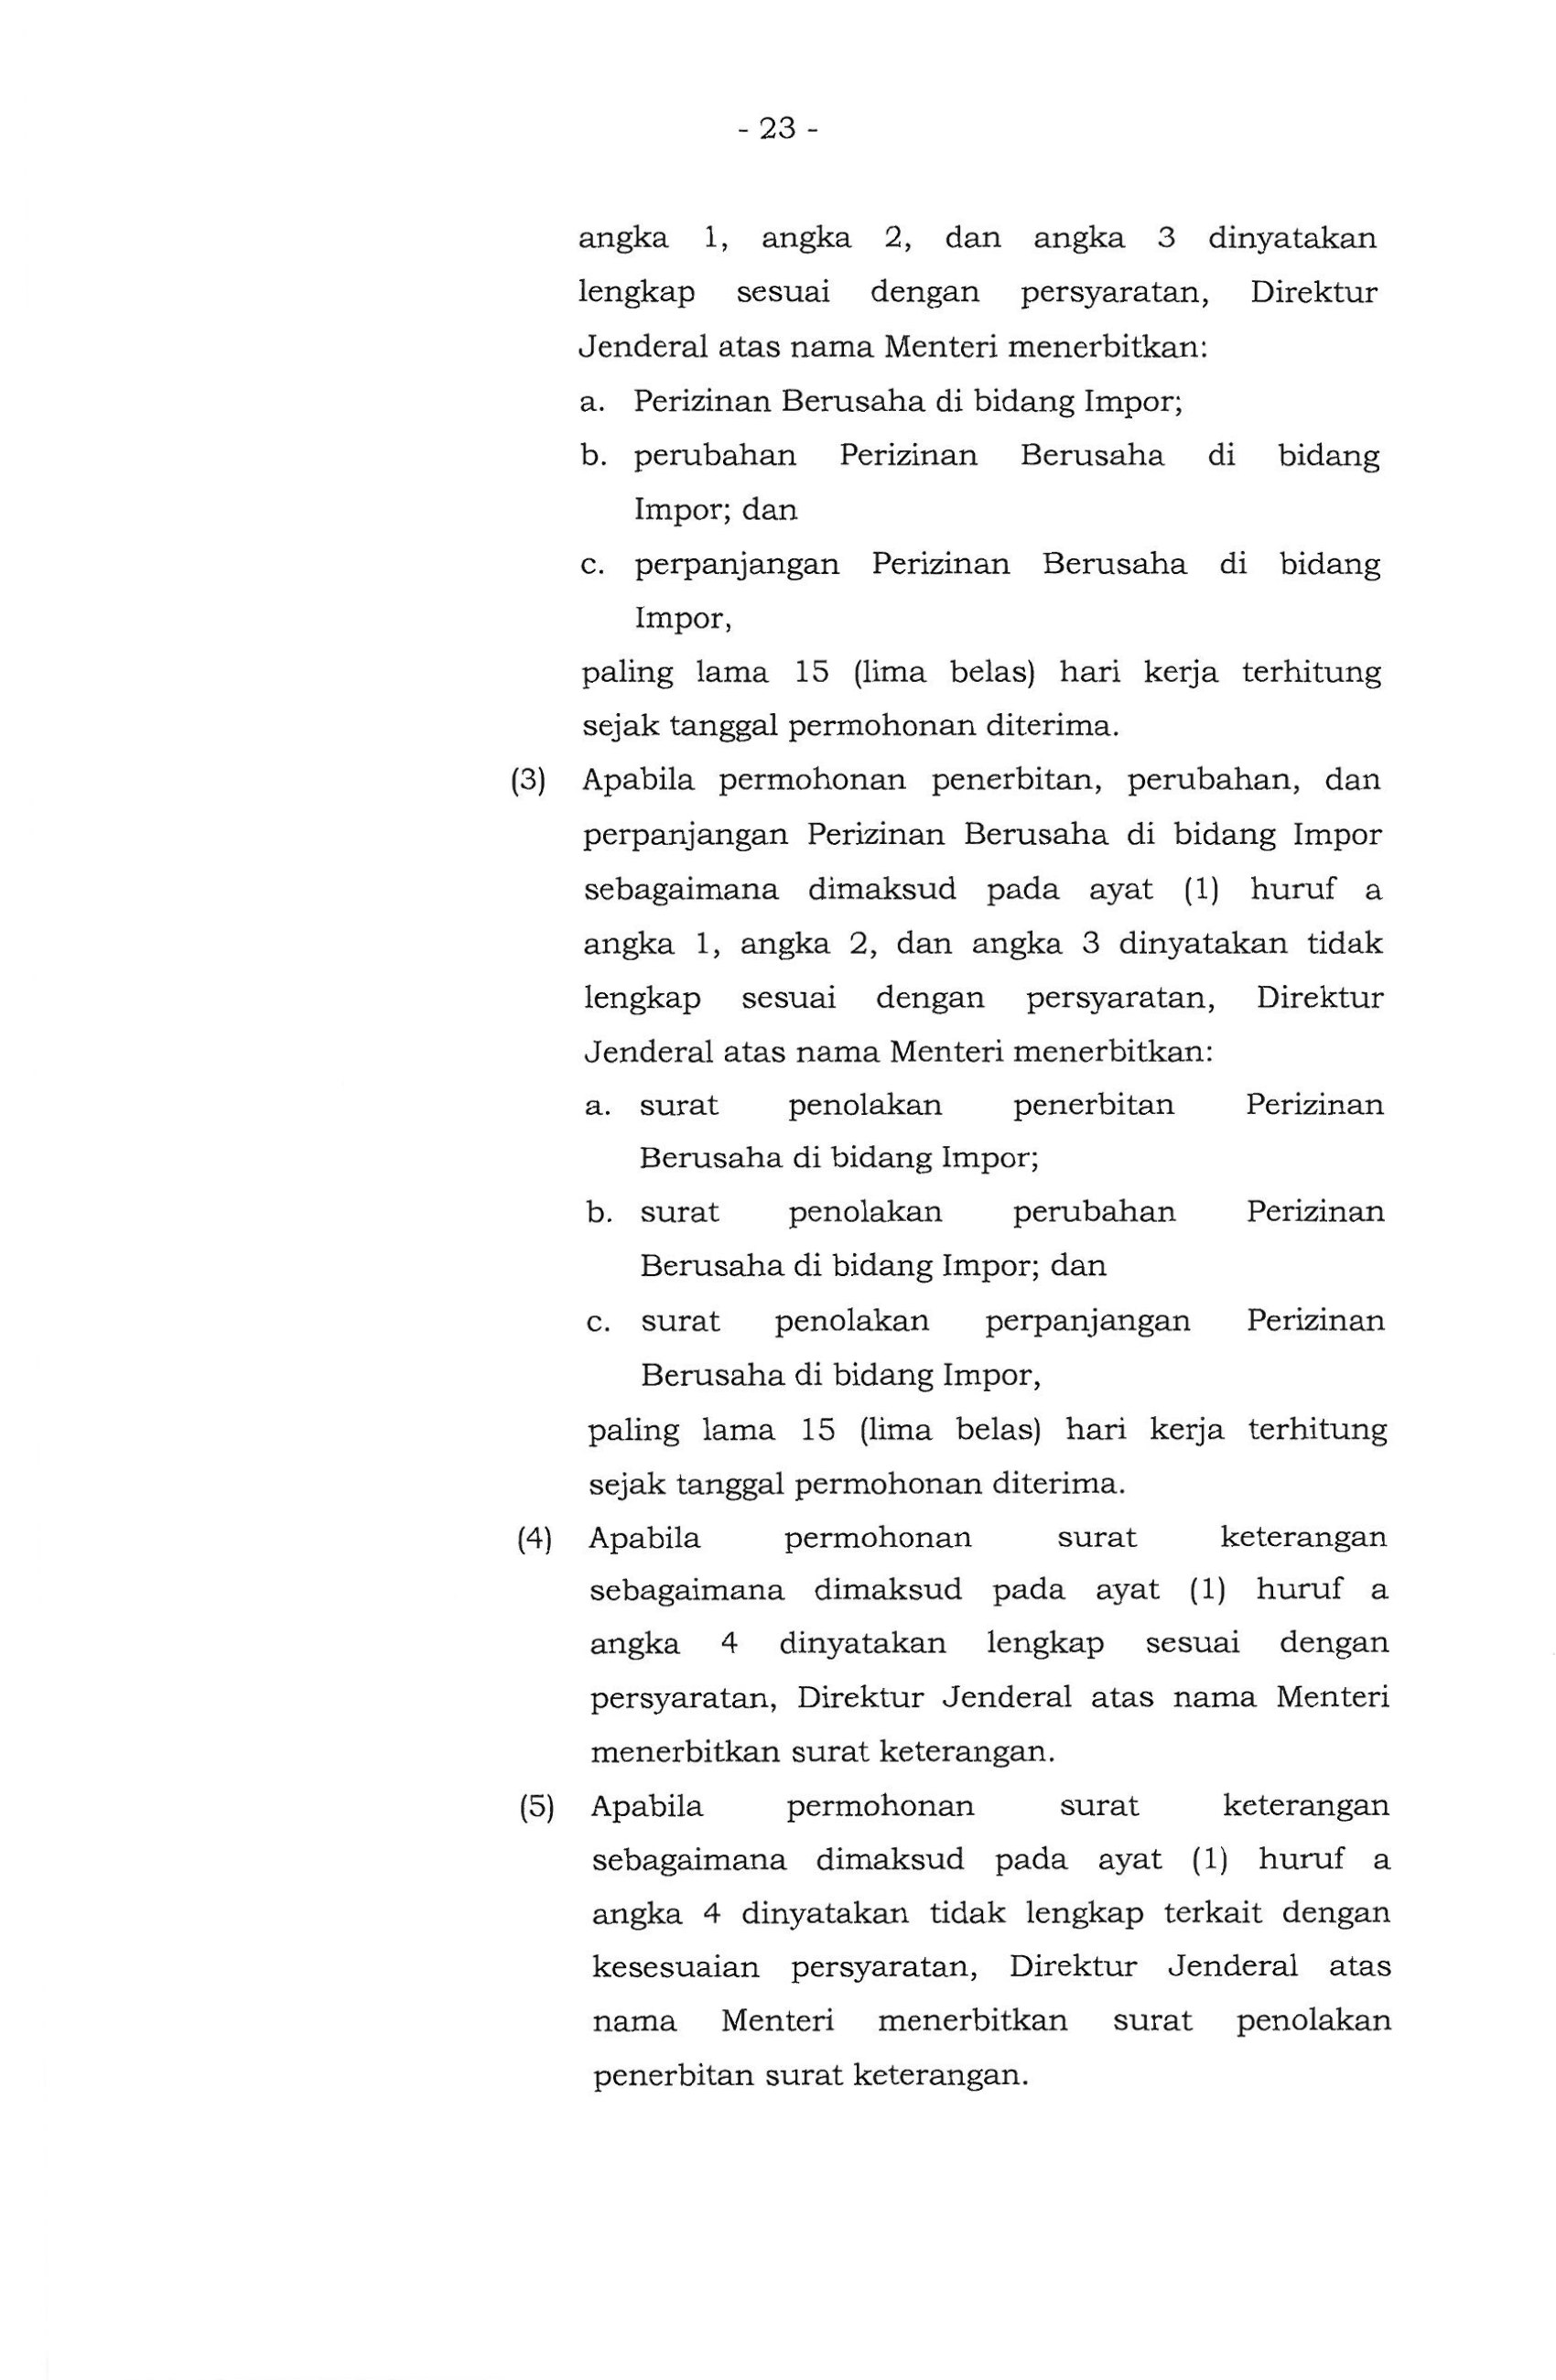 - 23 -
angka 1, angka 2, dan angka 3 dinyatakan
lengkap sesuai dengan persyaratan, Direktur
Jenderal atas nama Menteri menerbitkan:
a. Perizinan Berusaha di bidang Impor;
b. perubahan Perizinan Berusaha di bidang
Impor; dan
c. perpanjangan Perizinan Berusaha di bidang
Impor,
paling lama 15 (lima belas) hari kerja terhitung
sejak tanggal permohonan diterima.
(3) Apabila permohonan penerbitan, perubahan, dan
perpanjangan Perizinan Berusaha di bidang Impor
sebagaimana dimaksud pada ayat (1) huruf a
angka 1, angka 2, dan angka 3 dinyatakan tidak
lengkap sesuai dengan persyaratan, Direktur
Jenderal atas nama Menteri menerbitkan:
a. surat penolakan penerbitan Perizinan
Berusaha di bidang Impor;
b. surat penolakan perubahan Perizinan
Berusaha di bidang Impor; dan
c. surat penolakan perpanjangan Perizinan
Berusaha di bidang Impor,
paling lama 15 (lima belas) hari kerja terhitung
sejak tanggal permohonan diterima.
(4) Apabila permohonan surat keterangan
sebagaimana dimaksud pada ayat (1) huruf a
angka 4 dinyatakan lengkap sesuai dengan
persyaratan, Direktur Jenderal atas nama Menteri
menerbitkan surat keterangan.
(5) Apabila permohonan surat keterangan
sebagaimana dimaksud pada ayat (1) huruf a
angka 4 dinyatakan tidak lengkap terkait dengan
kesesuaian persyaratan, Direktur Jenderal atas
nama Menteri menerbitkan surat penolakan
penerbitan surat keterangan.